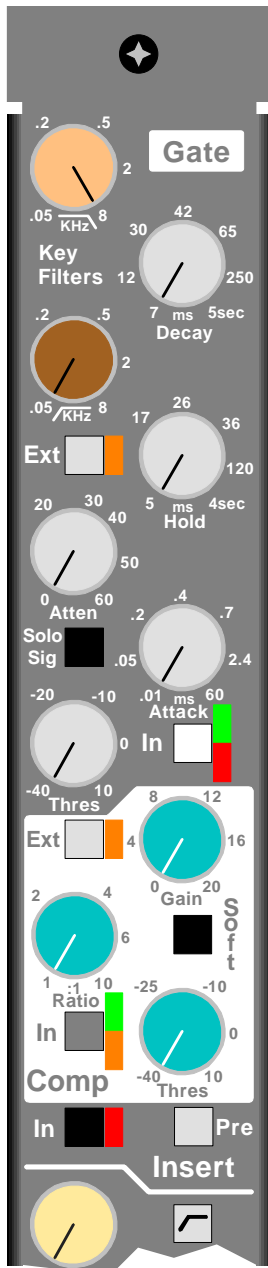 .2 .5
Gate
2
.05 KHz 8
42
30 65
Key
Filters
12 250
7 ms 5sec
Decay
.2 .5
2
.05 KHz 8
26
17 36
Ext
120
5 ms 4sec
Hold
30
20 40
50
0 60
Atten
.4
.2 .7
Solo
Sig
.05 2.4
.01 ms 60
Attack
-20 -10
In
0
-40 10
Thres
8 12
Ext
4 16
0 20
Gain
2 4
6
Soft
1 :1 10
Ratio
-25 -10
In
0
-40 10
Thres
Comp
In
Pre
Insert